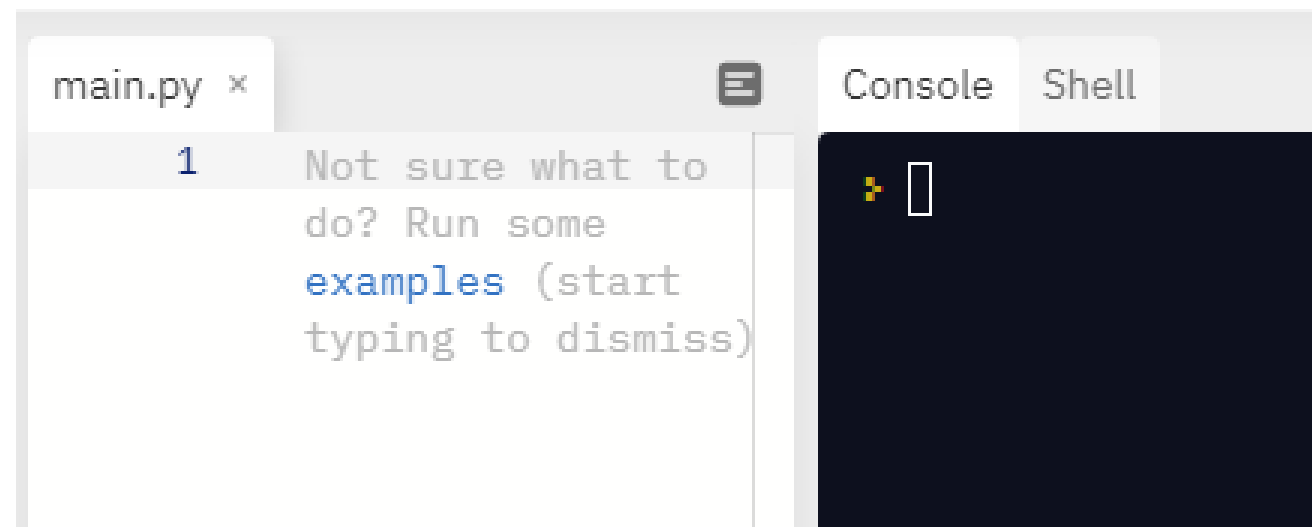 main.py ×
Console Shell
1
Not sure what to
do? Run some
examples (start
typing to dismiss)